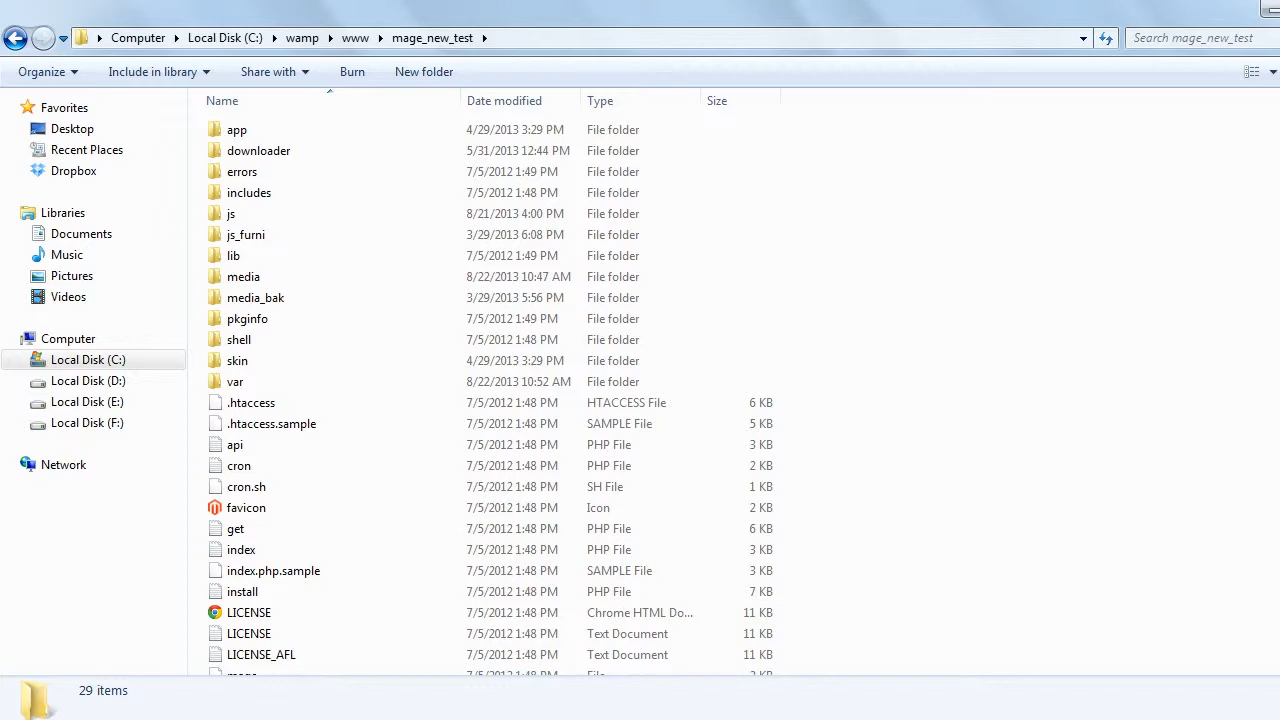 Computer Local Disk (C:) wamp www mage_new_test Search mage_new_test
Organize Include in library Share with Burn New folder
Name Date modified Type Size
Favorites
Desktop
Recent Places
Dropbox
Libraries
Documents
Music
Pictures
Videos
Computer
Local Disk (C:)
Local Disk (D:)
Local Disk (E:)
Local Disk (F:)
Network
app 4/29/2013 3:29 PM File folder
downloader 5/31/2013 12:44 PM File folder
errors 7/5/2012 1:49 PM File folder
includes 7/5/2012 1:48 PM File folder
js 8/21/2013 4:00 PM File folder
js_furni 3/29/2013 6:08 PM File folder
lib 7/5/2012 1:49 PM File folder
media 8/22/2013 10:47 AM File folder
media_bak 3/29/2013 5:56 PM File folder
pkginfo 7/5/2012 1:49 PM File folder
shell 7/5/2012 1:48 PM File folder
skin 4/29/2013 3:29 PM File folder
var 8/22/2013 10:52 AM File folder
.htaccess 7/5/2012 1:48 PM HTACCESS File 6 KB
.htaccess.sample 7/5/2012 1:48 PM SAMPLE File 5 KB
api 7/5/2012 1:48 PM PHP File 3 KB
cron 7/5/2012 1:48 PM PHP File 2 KB
cron.sh 7/5/2012 1:48 PM SH File 1 KB
favicon 7/5/2012 1:48 PM Icon 2 KB
get 7/5/2012 1:48 PM PHP File 6 KB
index 7/5/2012 1:48 PM PHP File 3 KB
index.php.sample 7/5/2012 1:48 PM SAMPLE File 3 KB
install 7/5/2012 1:48 PM PHP File 7 KB
LICENSE 7/5/2012 1:48 PM Chrome HTML Do... 11 KB
LICENSE 7/5/2012 1:48 PM Text Document 11 KB
LICENSE_AFL 7/5/2012 1:48 PM Text Document 11 KB
29 items